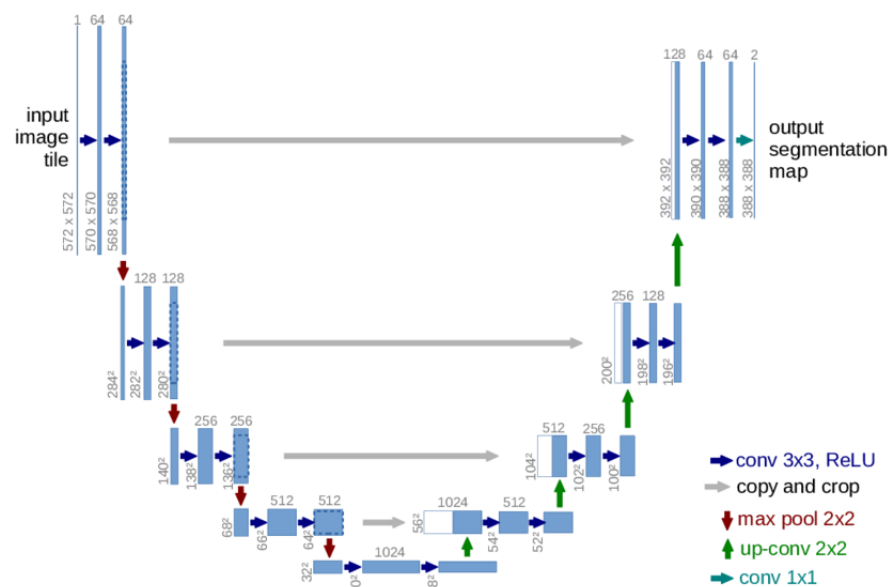 1 64 64
input
image
tile
572 x 572
570 x 570
568 x 568
128 64 64 2
output
segmentation
map
392 x 392
390 x 390
388 x 388
388 x 388
128 128
284²
282²
280²
256 128
200²
198²
196²
256 256
140²
138²
136²
512 256
104²
102²
100²
512 512
68²
66²
64²
1024 512
56²
54²
52²
1024
32²
conv 3x3, ReLU
copy and crop
max pool 2x2
up-conv 2x2
conv 1x1